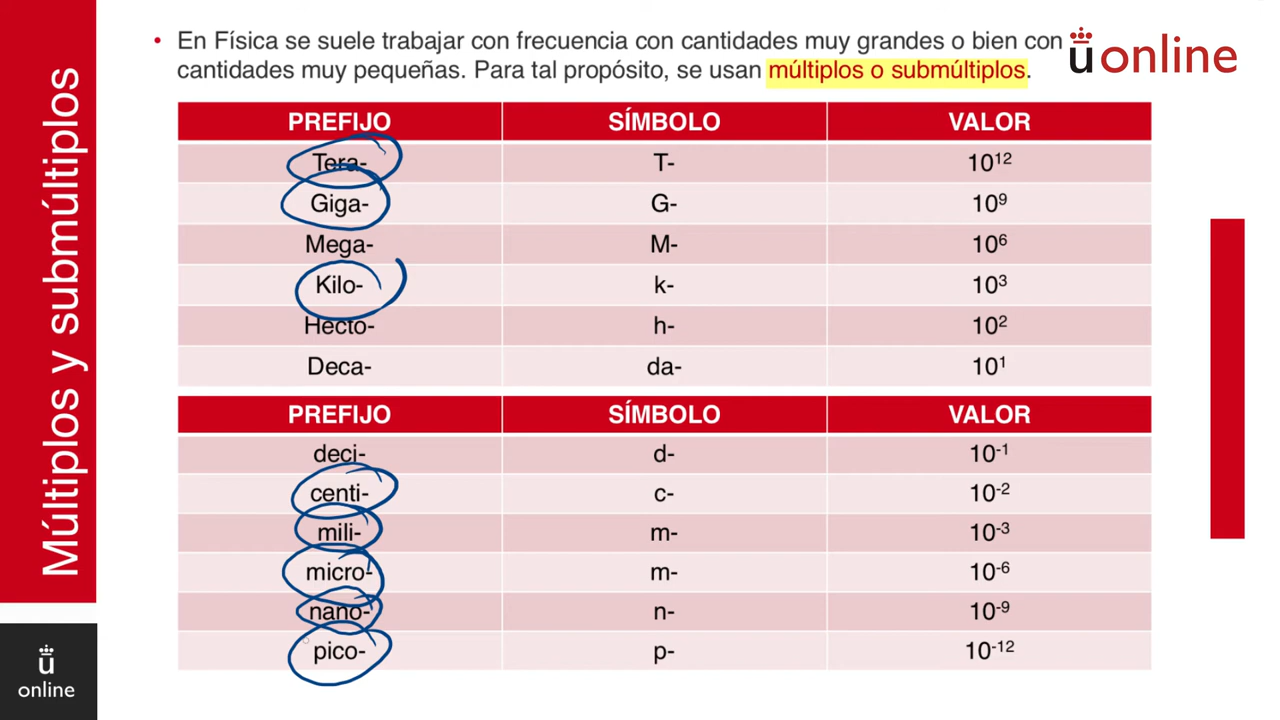 • En Física se suele trabajar con frecuencia con cantidades muy grandes o bien con
cantidades muy pequeñas. Para tal propósito, se usan múltiplos o submúltiplos.
ü online
Múltiplos y submúltiplos
PREFIJO SÍMBOLO VALOR
Tera- T- 10¹²
Giga- G- 10⁹
Mega- M- 10⁶
Kilo- k- 10³
Hecto- h- 10²
Deca- da- 10¹
PREFIJO SÍMBOLO VALOR
deci- d- 10⁻¹
centi- c- 10⁻²
mili- m- 10⁻³
micro- m- 10⁻⁶
nano- n- 10⁻⁹
pico- p- 10⁻¹²
ü
online